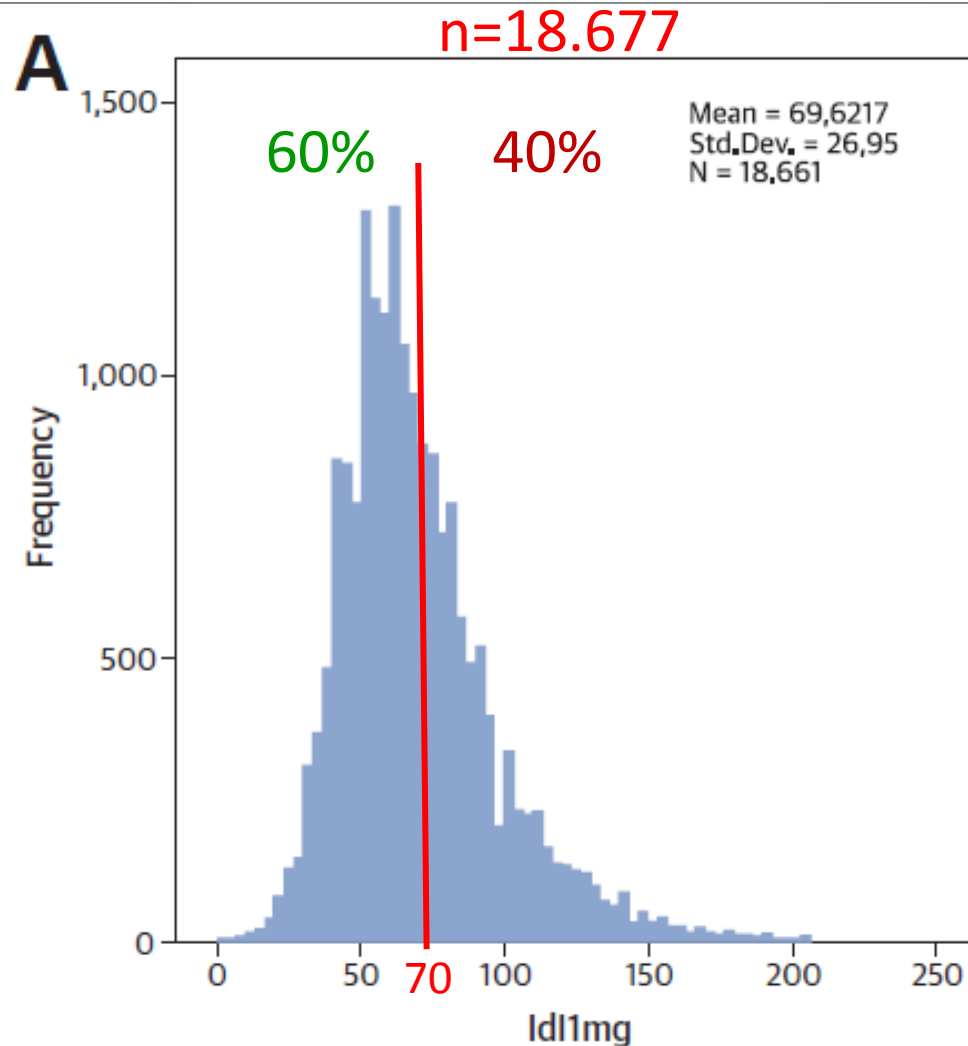 n=18.677
A
1,500
60%
40%
Mean = 69,6217
Std.Dev. = 26,95
N = 18,661
1,000
Frequency
500
0
0 50 70 100 150 200 250
ldl1mg